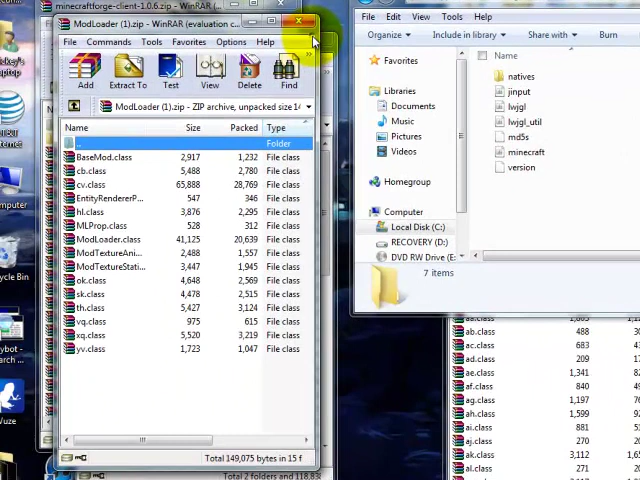 minecraftforge-client-1.0.6.zip - WinRAR (
ModLoader (1).zip - WinRAR (evaluation c...
File Commands Tools Favorites Options Help
Add Extract To Test View Delete Find
ModLoader (1).zip - ZIP archive, unpacked size 14
Name Size Packed Type
.. Folder
BaseMod.class 2,917 1,232 File class
cb.class 5,488 2,780 File class
cv.class 65,888 28,769 File class
EntityRendererP... 547 346 File class
hl.class 3,876 2,295 File class
MLProp.class 528 312 File class
ModLoader.class 41,125 20,639 File class
ModTextureAni... 2,488 1,557 File class
ModTextureStati... 3,447 1,945 File class
ok.class 4,648 2,569 File class
sk.class 4,478 2,515 File class
th.class 5,427 3,124 File class
vq.class 975 615 File class
xq.class 5,520 3,219 File class
yv.class 1,723 1,047 File class
Total 149,075 bytes in 15 f
Total 2 folders and 118,83
File Edit View Tools Help
Organize Include in library Share with Burn
Favorites
Libraries
Documents
Music
Pictures
Videos
Homegroup
Computer
Local Disk (C:)
RECOVERY (D:)
DVD RW Drive (E:
Name
natives
jinput
lwjgl
lwjgl_util
md5s
minecraft
version
7 items
aa.class
ab.class 488
ac.class 683
ad.class 209
ae.class 1,341
af.class 840
ag.class 1,197
ah.class 599
ai.class 881
aj.class 270
ak.class 3,112
al.class 270